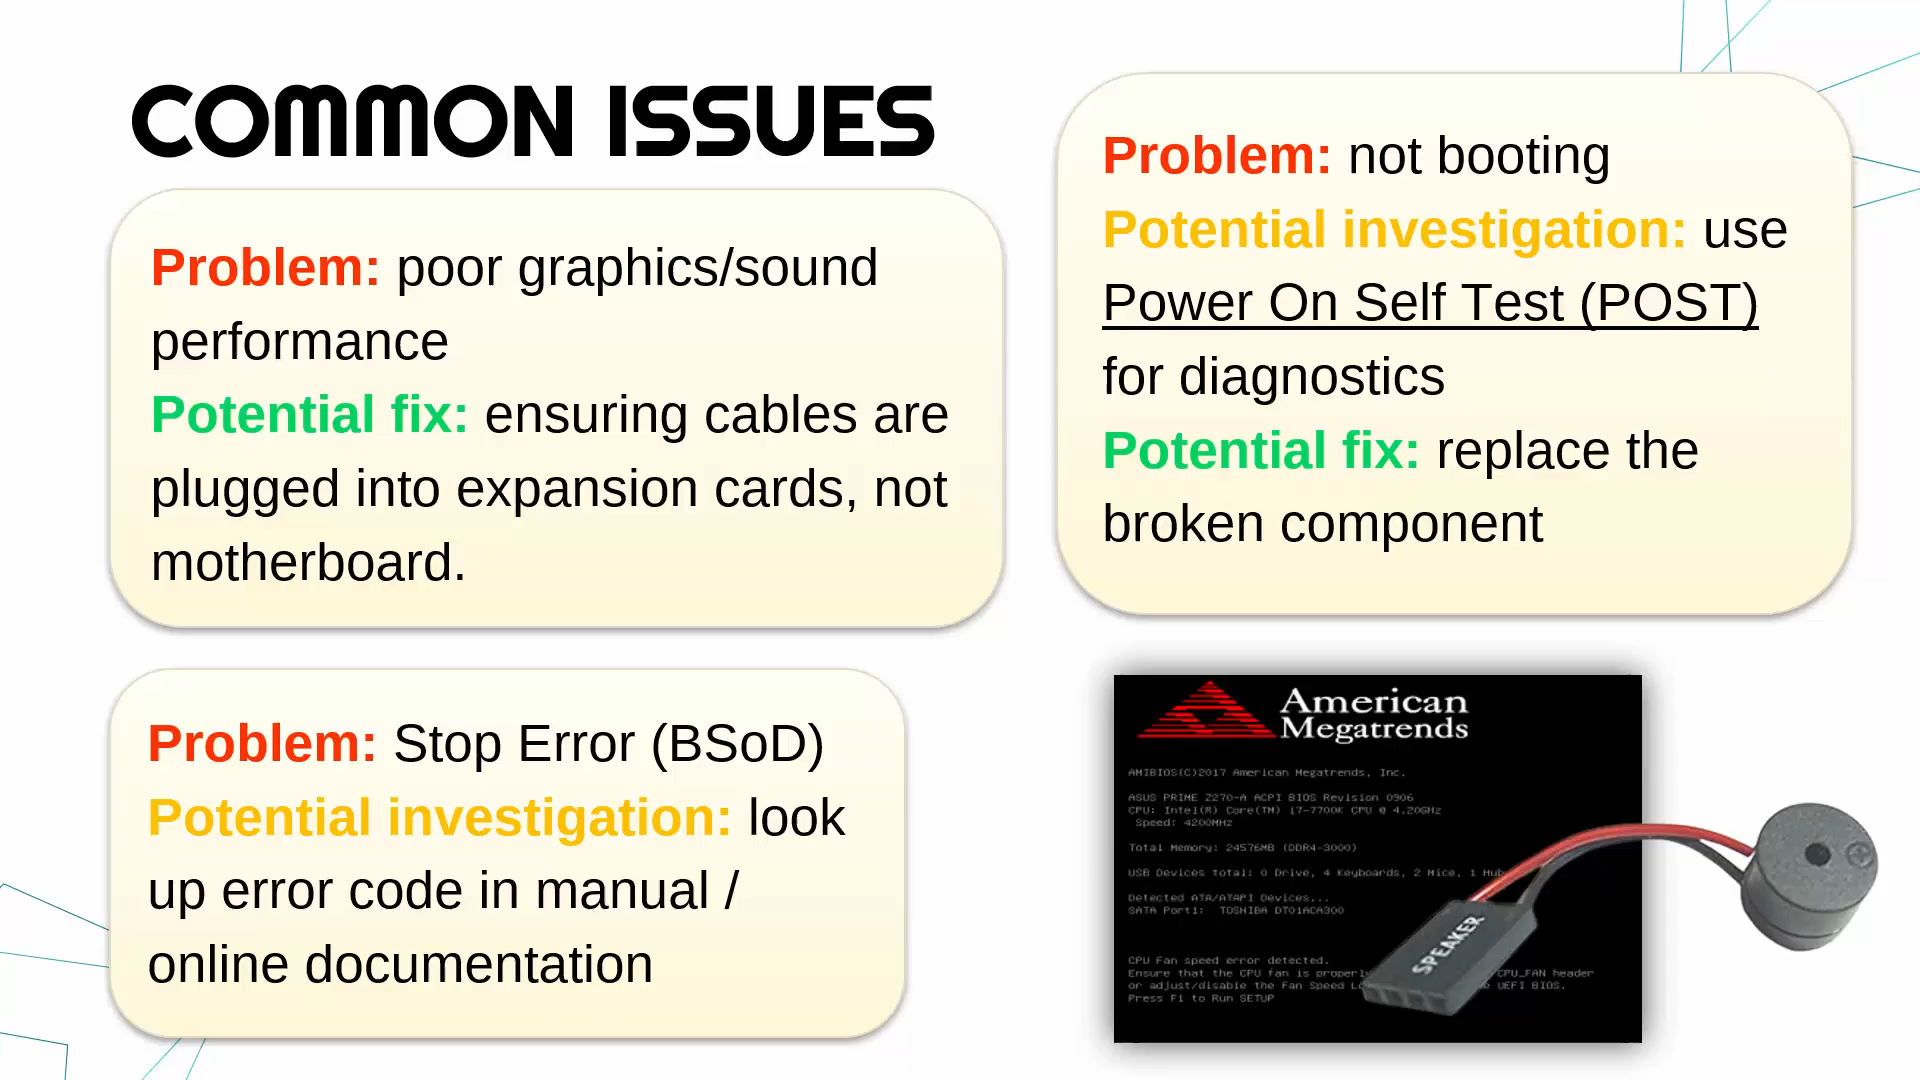 COMMON ISSUES
Problem: poor graphics/sound
performance
Potential fix: ensuring cables are
plugged into expansion cards, not
motherboard.
Problem: Stop Error (BSoD)
Potential investigation: look
up error code in manual /
online documentation
Problem: not booting
Potential investigation: use
Power On Self Test (POST)
for diagnostics
Potential fix: replace the
broken component
American
Megatrends
AMIBIOS(C)2017 American Megatrends, Inc.
ASUS PRIME Z270-A ACPI BIOS Revision 0906
CPU: Intel(R) Core(TM) i7-7700K CPU @ 4.20GHz
Speed: 4200MHz
Total Memory: 24576MB (DDR4-3000)
USB Devices total: 0 Drive, 4 Keyboards, 2 Mice, 1 Hub
Detected ATA/ATAPI Devices...
SATA Port1: TOSHIBA DT01ACA300
CPU Fan speed error detected.
Ensure that the CPU fan is CPU_FAN header
or adjust/disable the Fan Speed UEFI BIOS.
Press F1 to Run SETUP
SPEAKER